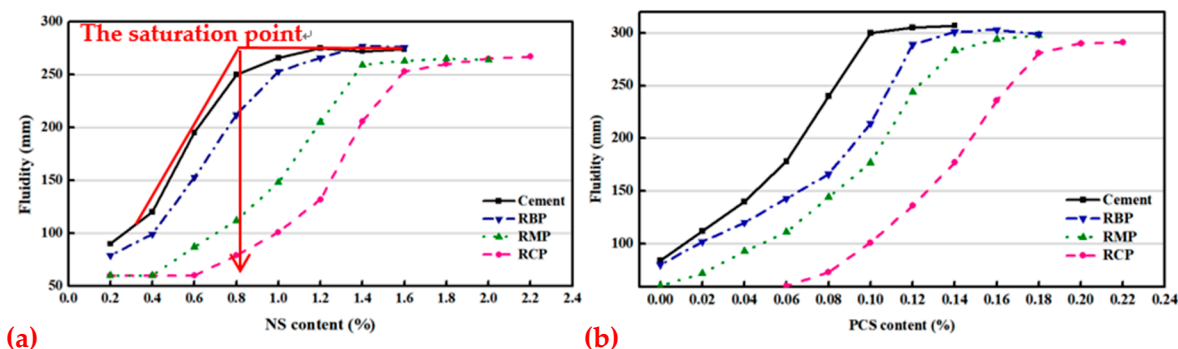 The saturation point
300
250
200
150
100
50
Fluidity (mm)
0.0 0.2 0.4 0.6 0.8 1.0 1.2 1.4 1.6 1.8 2.0 2.2 2.4
NS content (%)
Cement
RBP
RMP
RCP
(a)
300
250
200
150
100
Fluidity (mm)
0.00 0.02 0.04 0.06 0.08 0.10 0.12 0.14 0.16 0.18 0.20 0.22 0.24
PCS content (%)
Cement
RBP
RMP
RCP
(b)